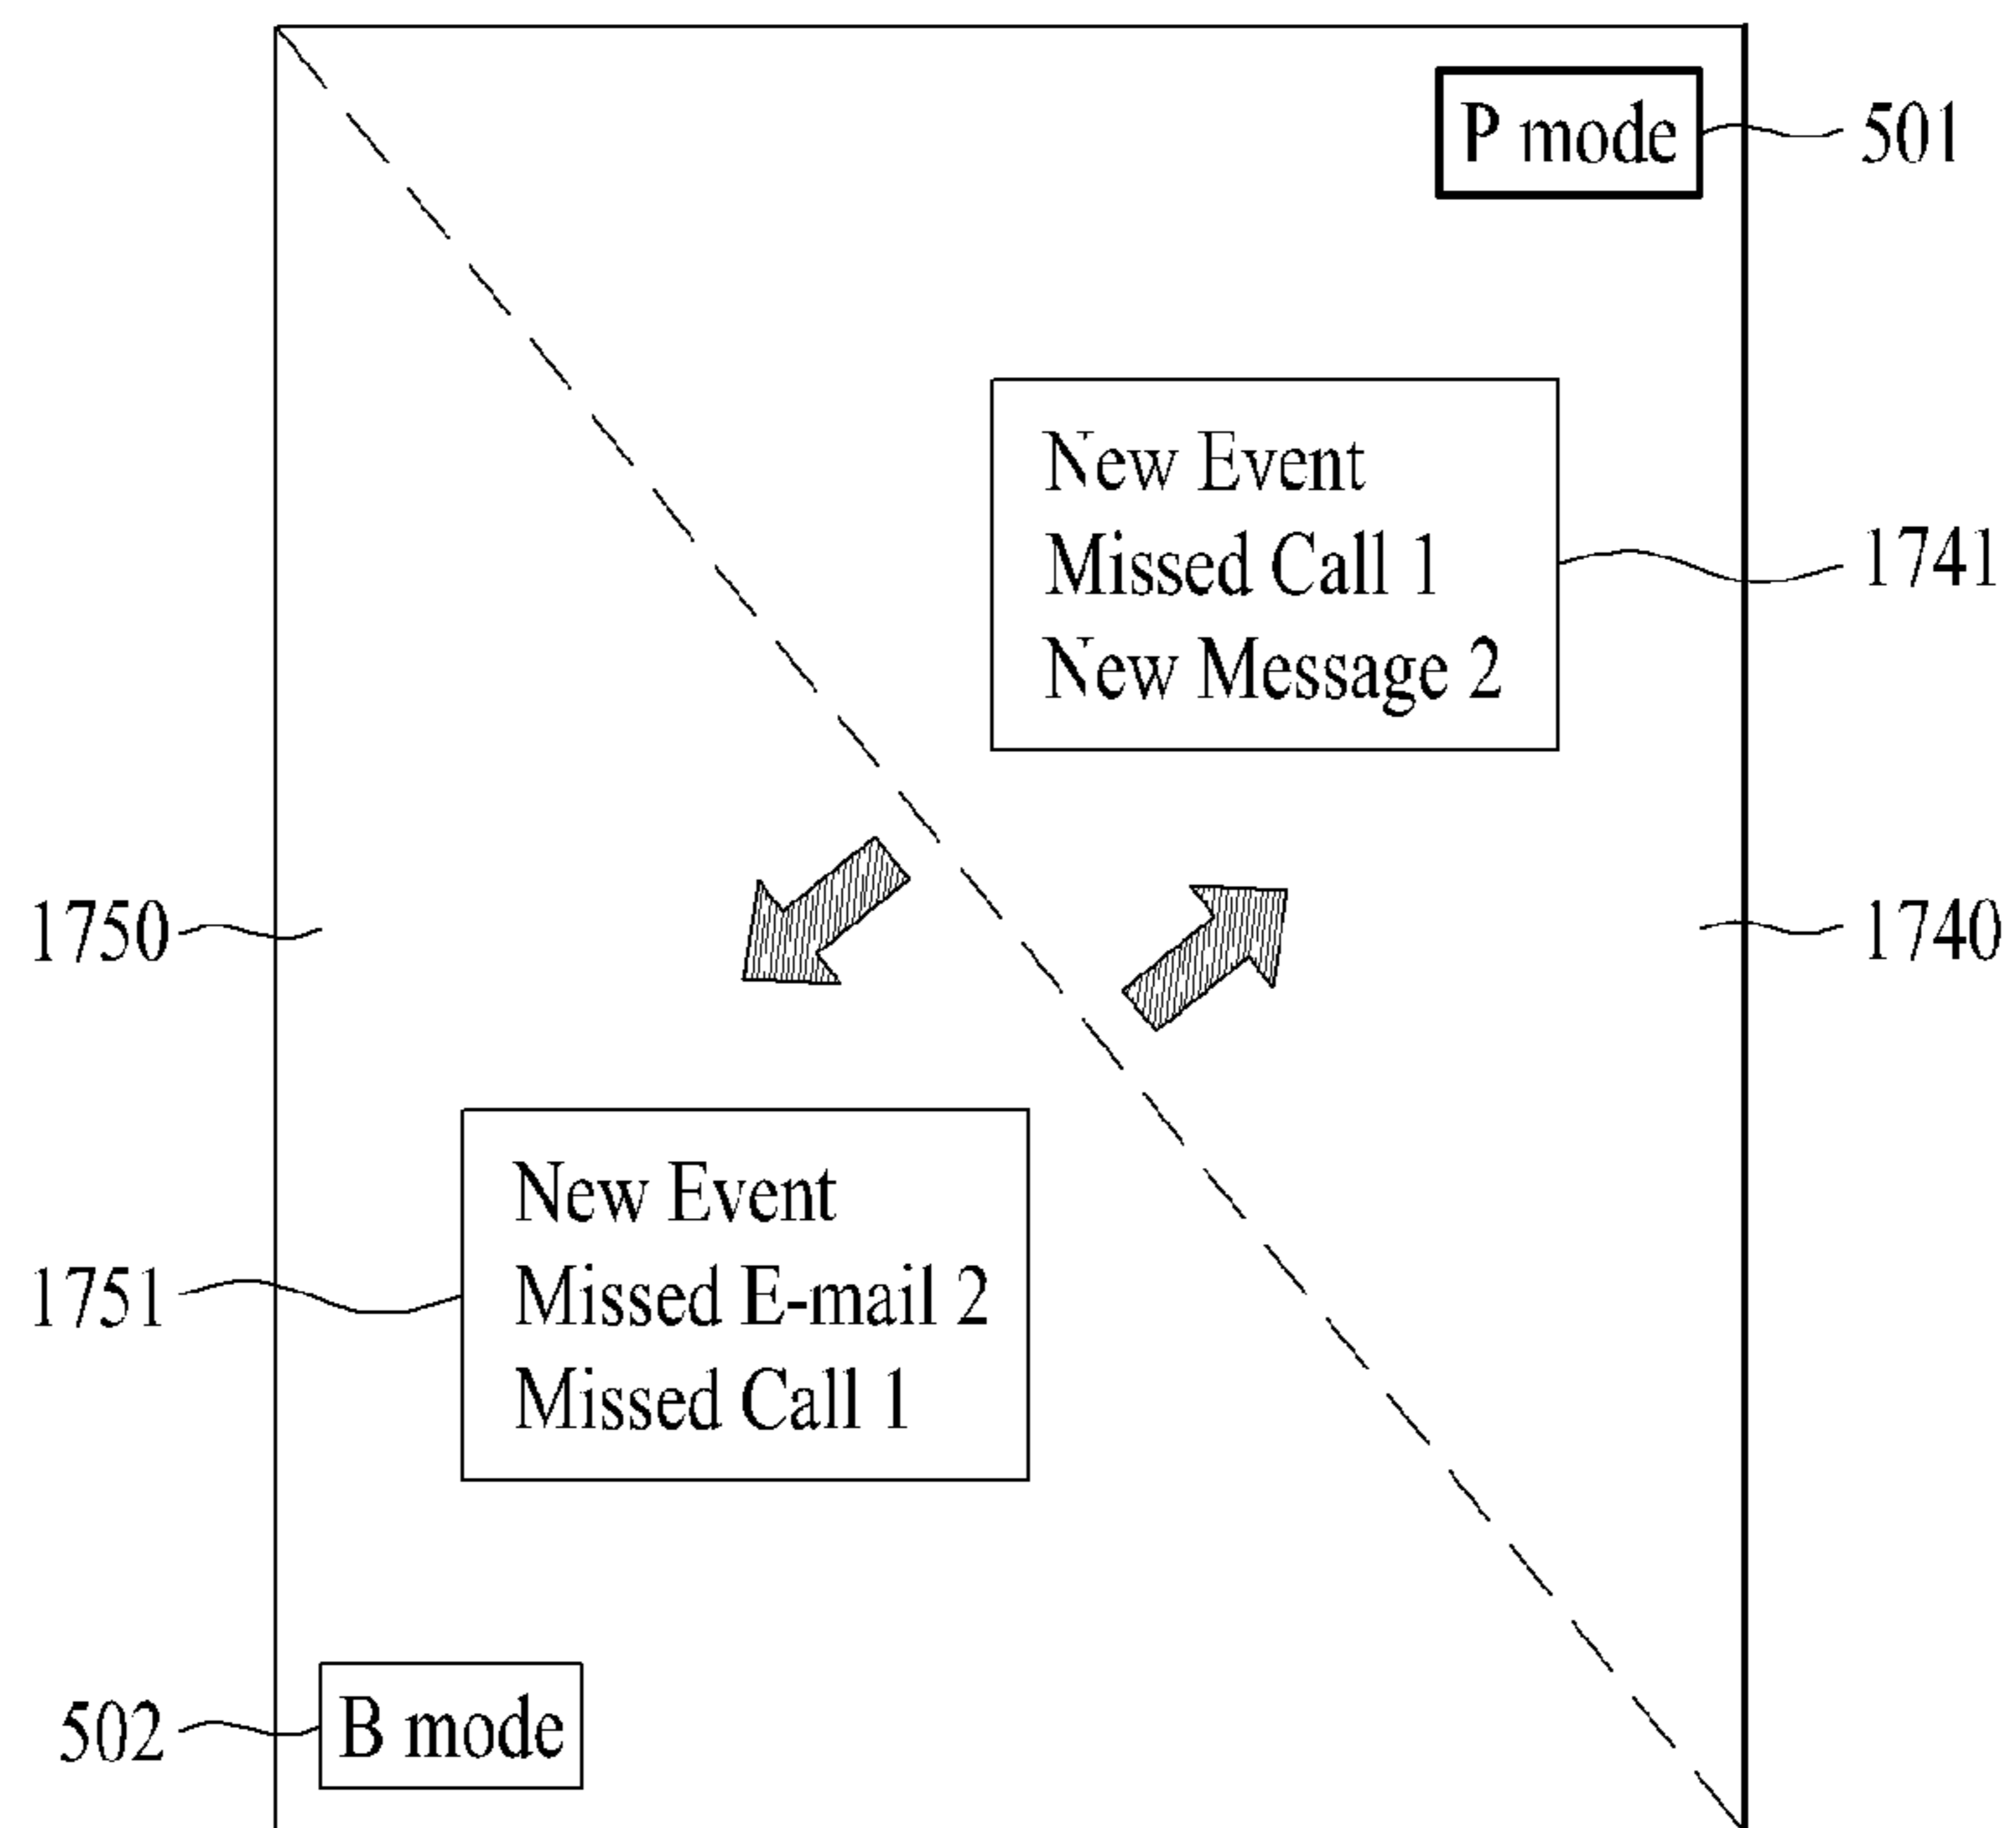 P mode
501
New Event
Missed Call 1
New Message 2
1741
1750
1740
New Event
Missed E-mail 2
Missed Call 1
1751
B mode
502